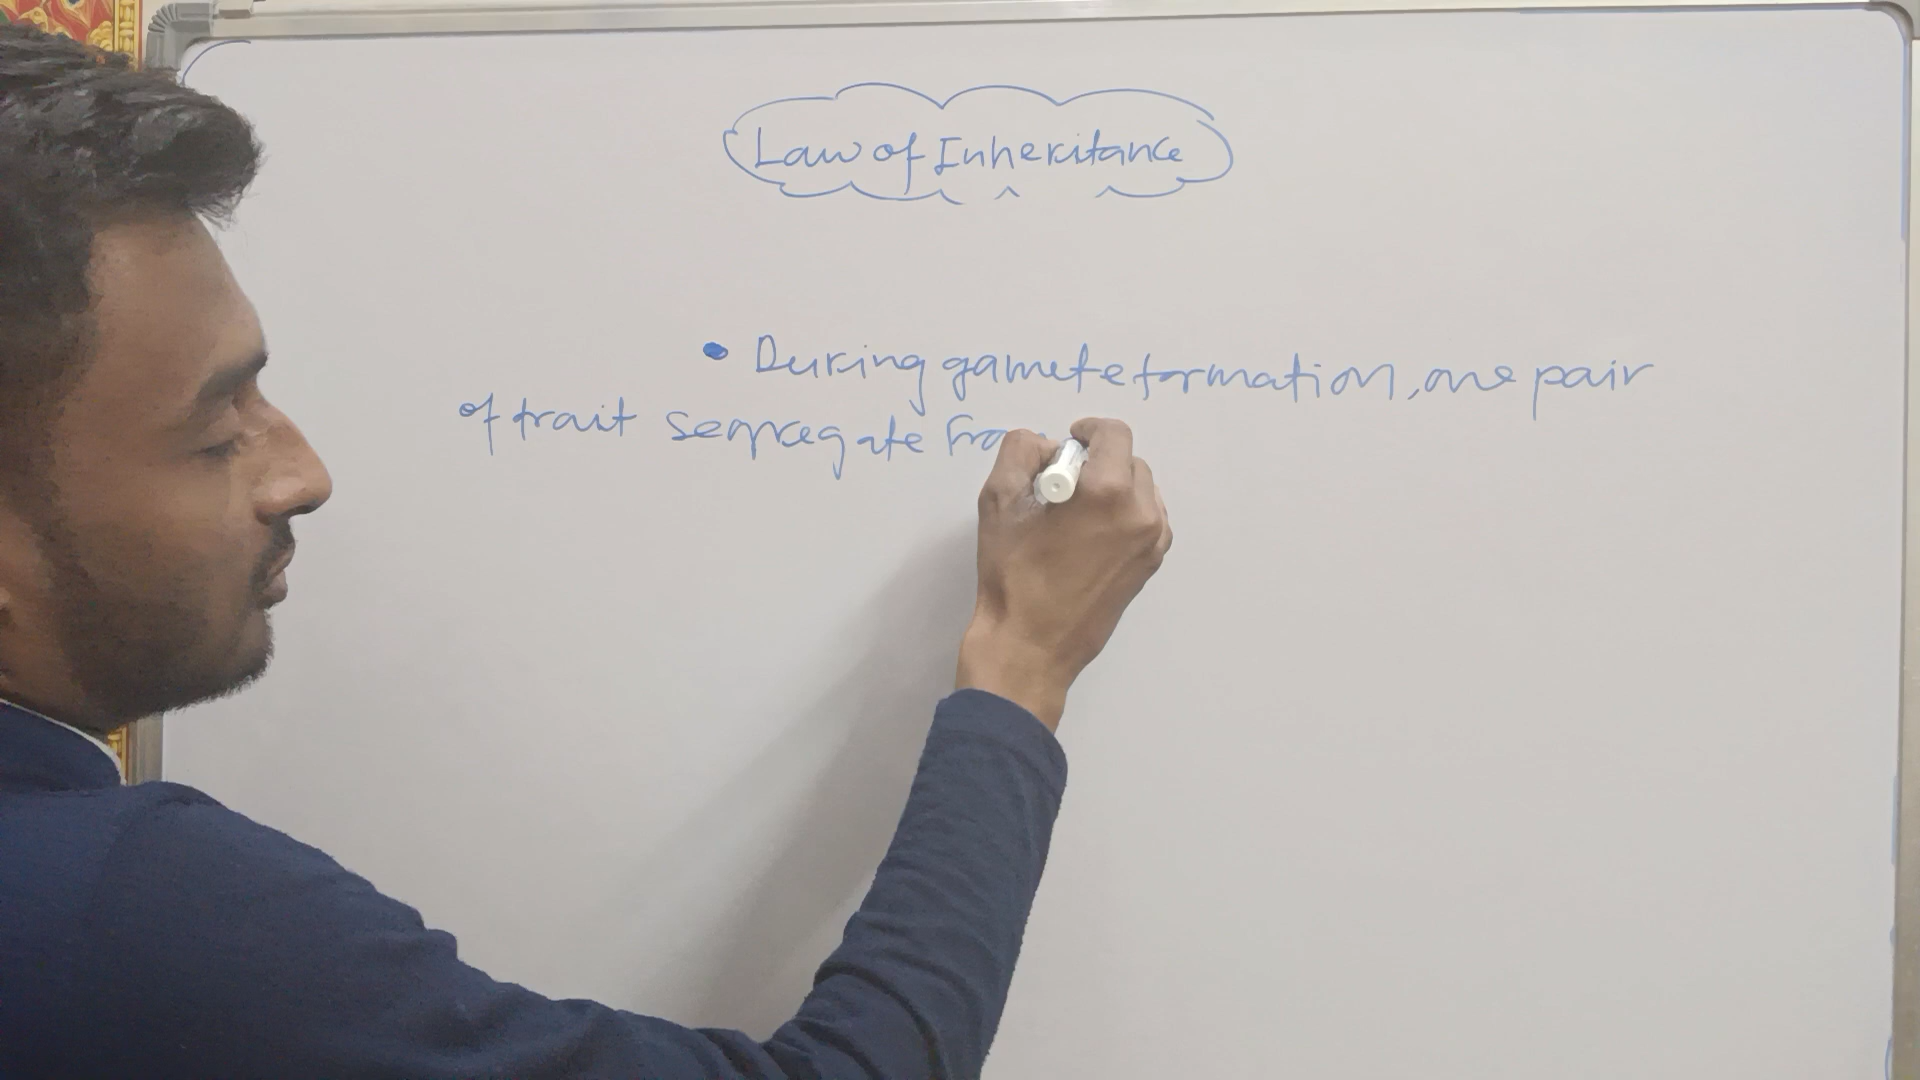 Law of Inheritance
• During gamete formation, one pair
of trait segregate from